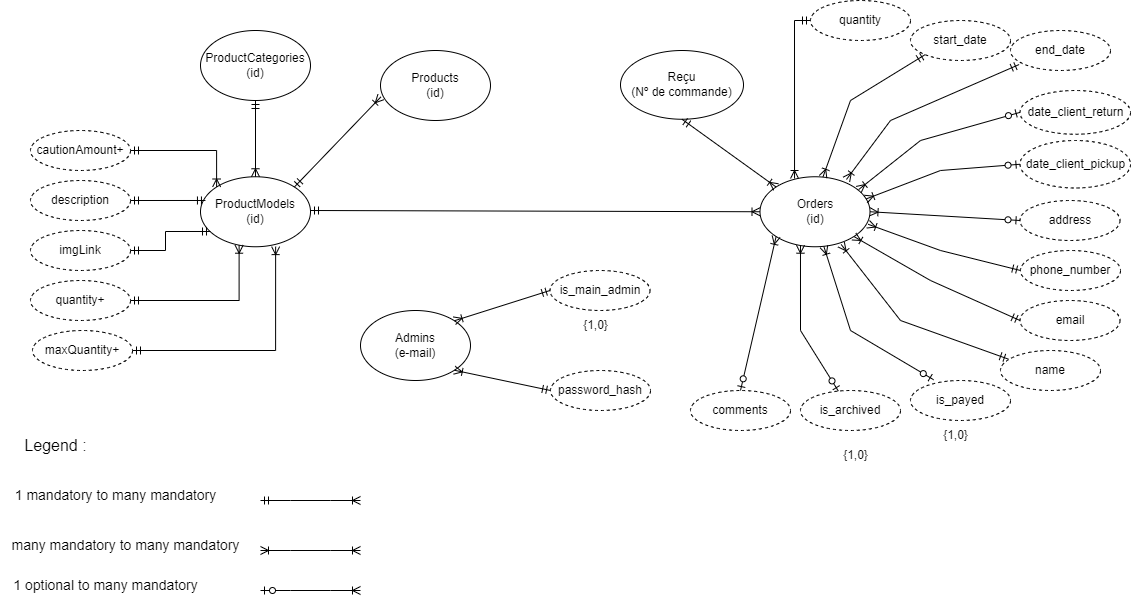 quantity
start_date
end_date
ProductCategories
(id)
Products
(id)
Reçu
(Nº de commande)
date_client_return
cautionAmount+
date_client_pickup
description
ProductModels
(id)
Orders
(id)
address
imgLink
phone_number
is_main_admin
quantity+
{1,0}
email
Admins
(e-mail)
maxQuantity+
name
password_hash
is_payed
comments
is_archived
{1,0}
{1,0}
Legend :
1 mandatory to many mandatory
many mandatory to many mandatory
1 optional to many mandatory